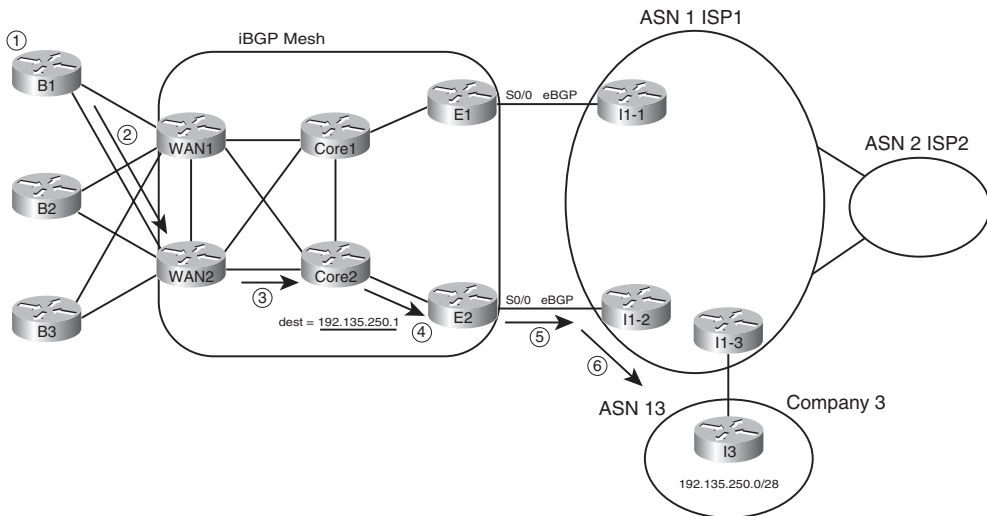 ASN 1 ISP1
①
iBGP Mesh
B1
E1
S0/0 eBGP
I1-1
②
WAN1
Core1
ASN 2 ISP2
B2
WAN2
Core2
③
④
E2
S0/0 eBGP
I1-2
B3
dest = 192.135.250.1
⑤
I1-3
⑥
ASN 13
Company 3
I3
192.135.250.0/28